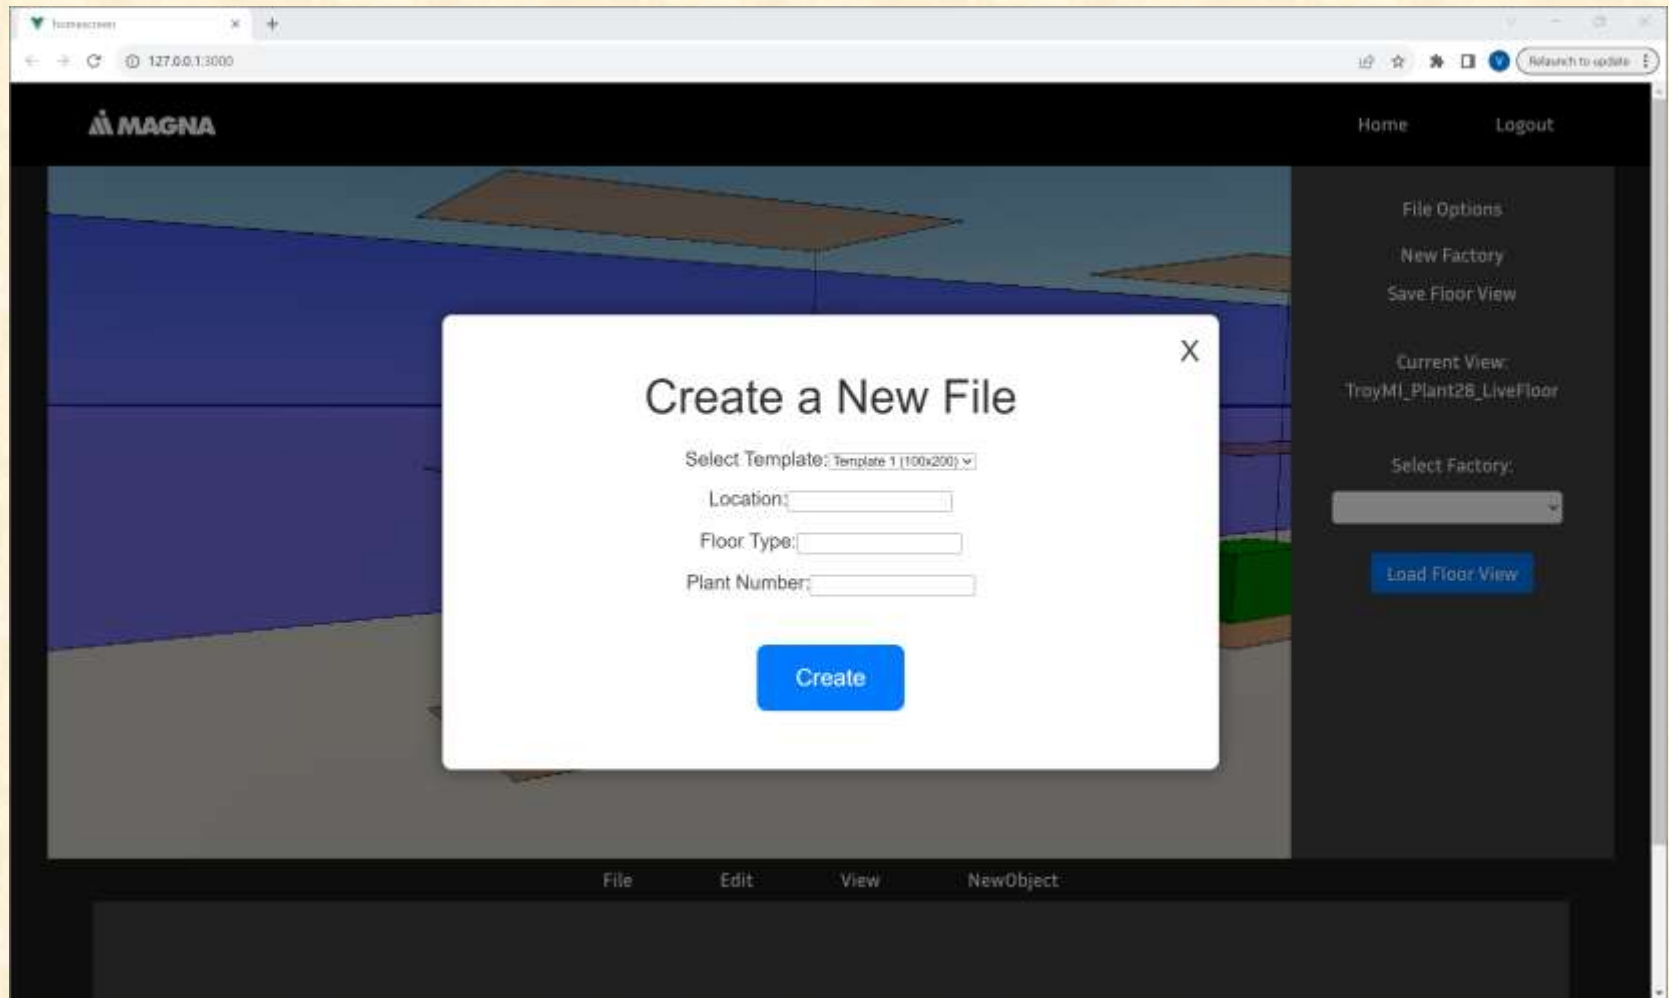 homescreen
127.0.0.1:3000
Relaunch to update
MAGNA
Home Logout
File Options
New Factory
Save Floor View
Current View:
TroyMI_Plant28_LiveFloor
Select Factory:
Load Floor View
X
Create a New File
Select Template: Template 1 (100x200)
Location:
Floor Type:
Plant Number:
Create
File Edit View NewObject